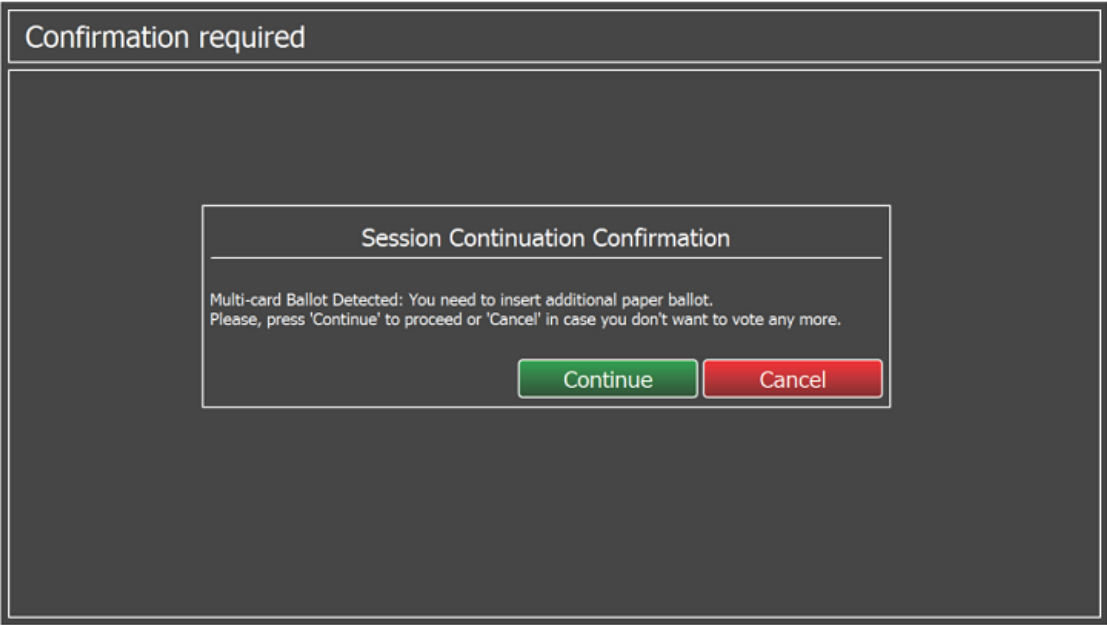 Confirmation required
Session Continuation Confirmation
Multi-card Ballot Detected: You need to insert additional paper ballot.
Please, press 'Continue' to proceed or 'Cancel' in case you don't want to vote any more.
Continue Cancel